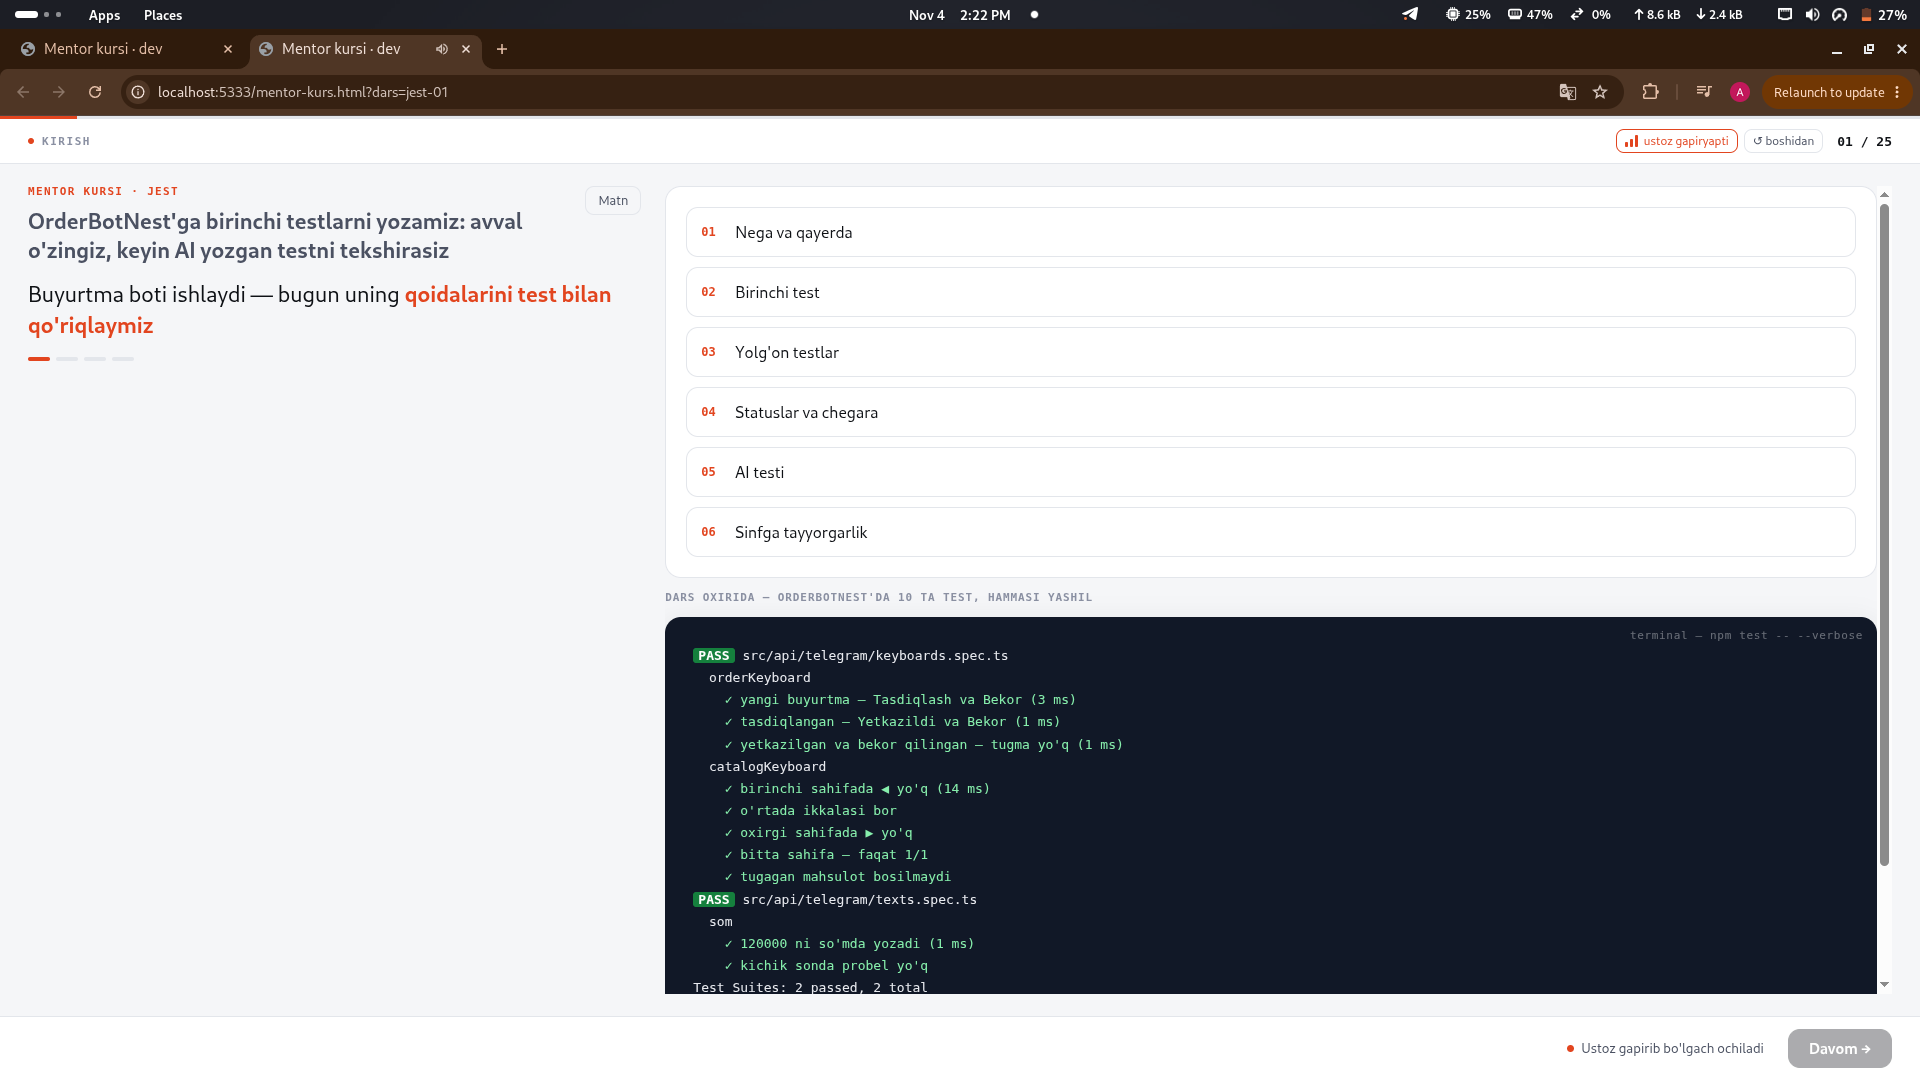 Apps Places Nov 4 2:22 PM 25% 47% 0% 8.6 kB 2.4 kB 27%
Mentor kursi · dev Mentor kursi · dev
localhost:5333/mentor-kurs.html?dars=jest-01 A Relaunch to update
KIRISH ustoz gapiryapti ↺ boshidan 01 / 25
MENTOR KURSI · JEST
Matn
OrderBotNest'ga birinchi testlarni yozamiz: avval
o'zingiz, keyin AI yozgan testni tekshirasiz
Buyurtma boti ishlaydi — bugun uning qoidalarini test bilan
qo'riqlaymiz
01 Nega va qayerda
02 Birinchi test
03 Yolg'on testlar
04 Statuslar va chegara
05 AI testi
06 Sinfga tayyorgarlik
DARS OXIRIDA — ORDERBOTNEST'DA 10 TA TEST, HAMMASI YASHIL
terminal — npm test -- --verbose
PASS src/api/telegram/keyboards.spec.ts
orderKeyboard
✓ yangi buyurtma — Tasdiqlash va Bekor (3 ms)
✓ tasdiqlangan — Yetkazildi va Bekor (1 ms)
✓ yetkazilgan va bekor qilingan — tugma yo'q (1 ms)
catalogKeyboard
✓ birinchi sahifada ◀ yo'q (14 ms)
✓ o'rtada ikkalasi bor
✓ oxirgi sahifada ▶ yo'q
✓ bitta sahifa — faqat 1/1
✓ tugagan mahsulot bosilmaydi
PASS src/api/telegram/texts.spec.ts
som
✓ 120000 ni so'mda yozadi (1 ms)
✓ kichik sonda probel yo'q
Test Suites: 2 passed, 2 total
Ustoz gapirib bo'lgach ochiladi Davom →